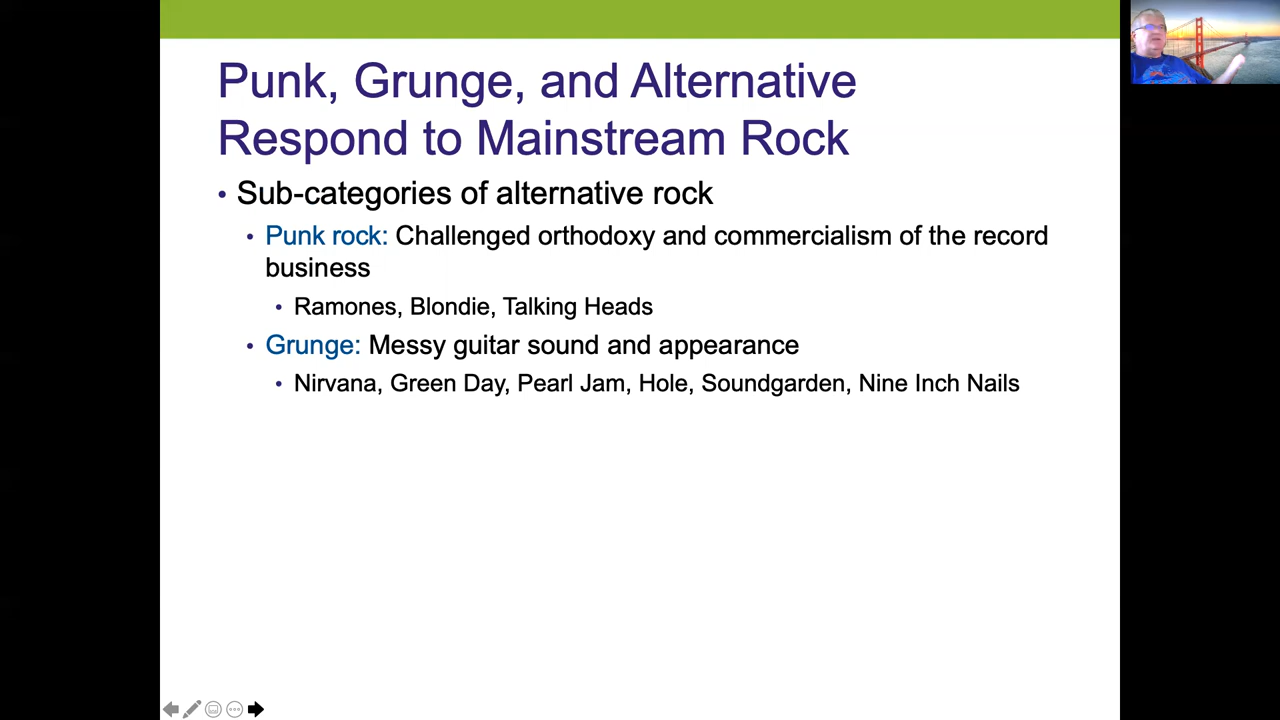 Punk, Grunge, and Alternative
Respond to Mainstream Rock
• Sub-categories of alternative rock
• Punk rock: Challenged orthodoxy and commercialism of the record
business
• Ramones, Blondie, Talking Heads
• Grunge: Messy guitar sound and appearance
• Nirvana, Green Day, Pearl Jam, Hole, Soundgarden, Nine Inch Nails